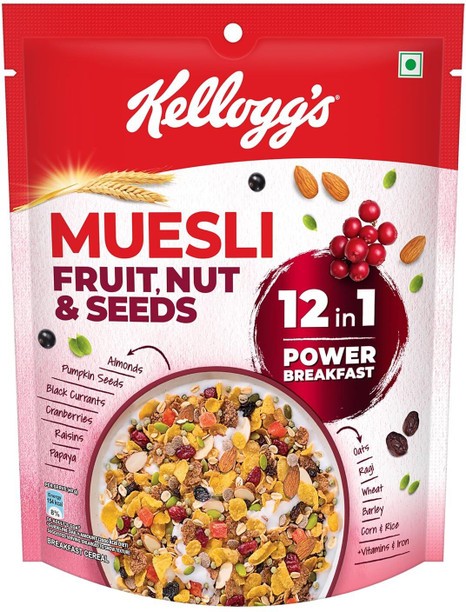 Kellogg's
MUESLI
FRUIT, NUT
& SEEDS
12 in 1
POWER
BREAKFAST
Almonds
Pumpkin Seeds
Black Currants
Cranberries
Raisins
Papaya
Oats
Ragi
Wheat
Barley
Corn & Rice
+Vitamins & Iron
8%
BREAKFAST CEREAL